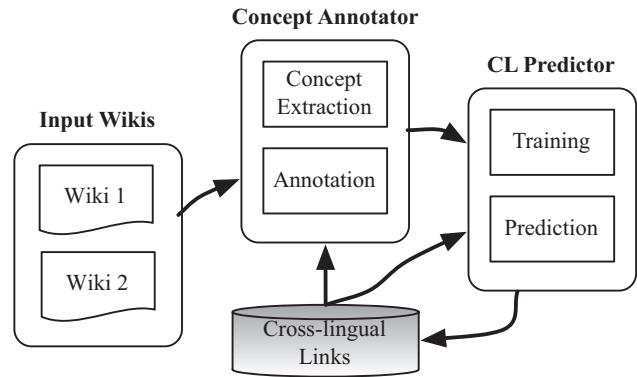 Concept Annotator
Concept
Extraction
Annotation
CL Predictor
Training
Prediction
Input Wikis
Wiki 1
Wiki 2
Cross-lingual
Links